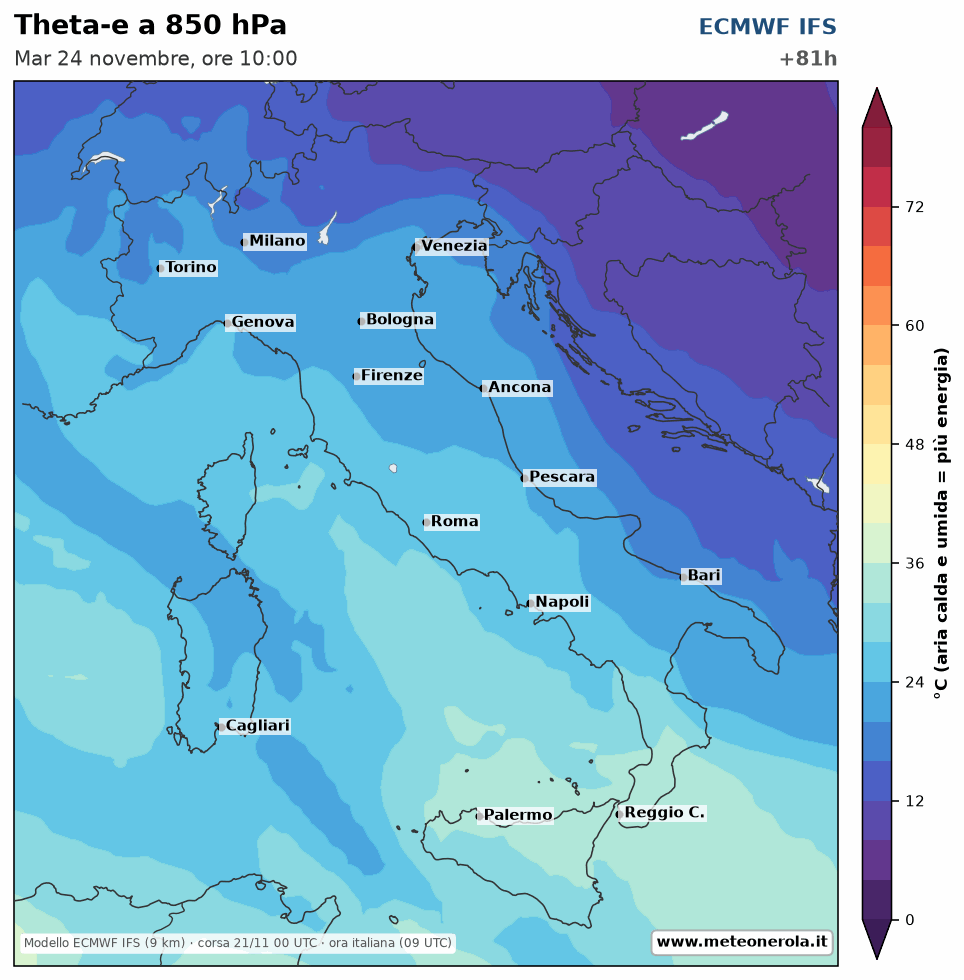 Theta-e a 850 hPa
ECMWF IFS
Mar 24 novembre, ore 10:00
+81h
Milano
Venezia
Torino
Genova
Bologna
Firenze
Ancona
Pescara
Roma
Bari
Napoli
Cagliari
Palermo
Reggio C.
72
60
48
36
24
12
0
°C (aria calda e umida = più energia)
Modello ECMWF IFS (9 km) · corsa 21/11 00 UTC · ora italiana (09 UTC)
www.meteonerola.it